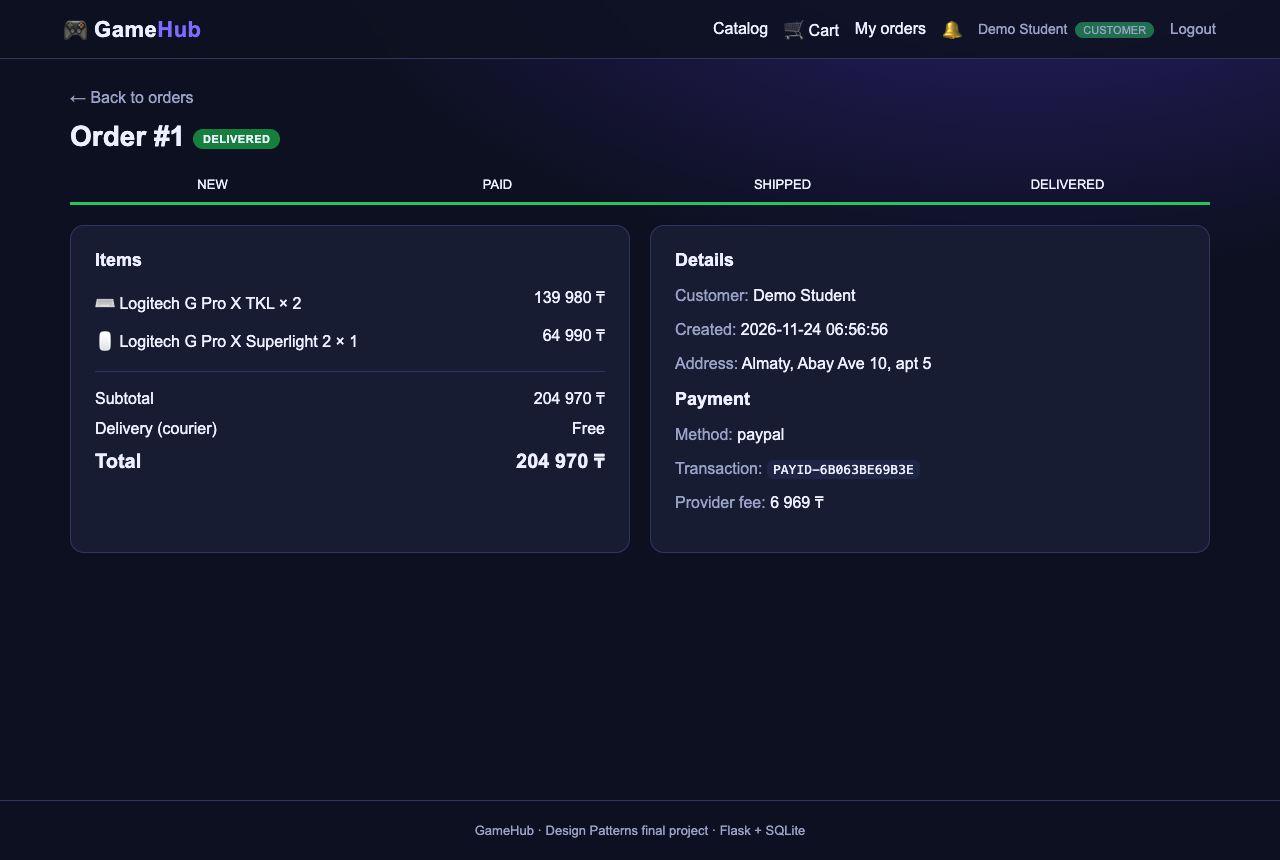 🎮 GameHub
Catalog 🛒 Cart My orders 🔔 Demo Student CUSTOMER Logout
← Back to orders
Order #1 DELIVERED
NEW PAID SHIPPED DELIVERED
Items
Logitech G Pro X TKL × 2 139 980 ₸
Logitech G Pro X Superlight 2 × 1 64 990 ₸
Subtotal 204 970 ₸
Delivery (courier) Free
Total 204 970 ₸
Details
Customer: Demo Student
Created: 2026-11-24 06:56:56
Address: Almaty, Abay Ave 10, apt 5
Payment
Method: paypal
Transaction: PAYID-6B063BE69B3E
Provider fee: 6 969 ₸
GameHub · Design Patterns final project · Flask + SQLite